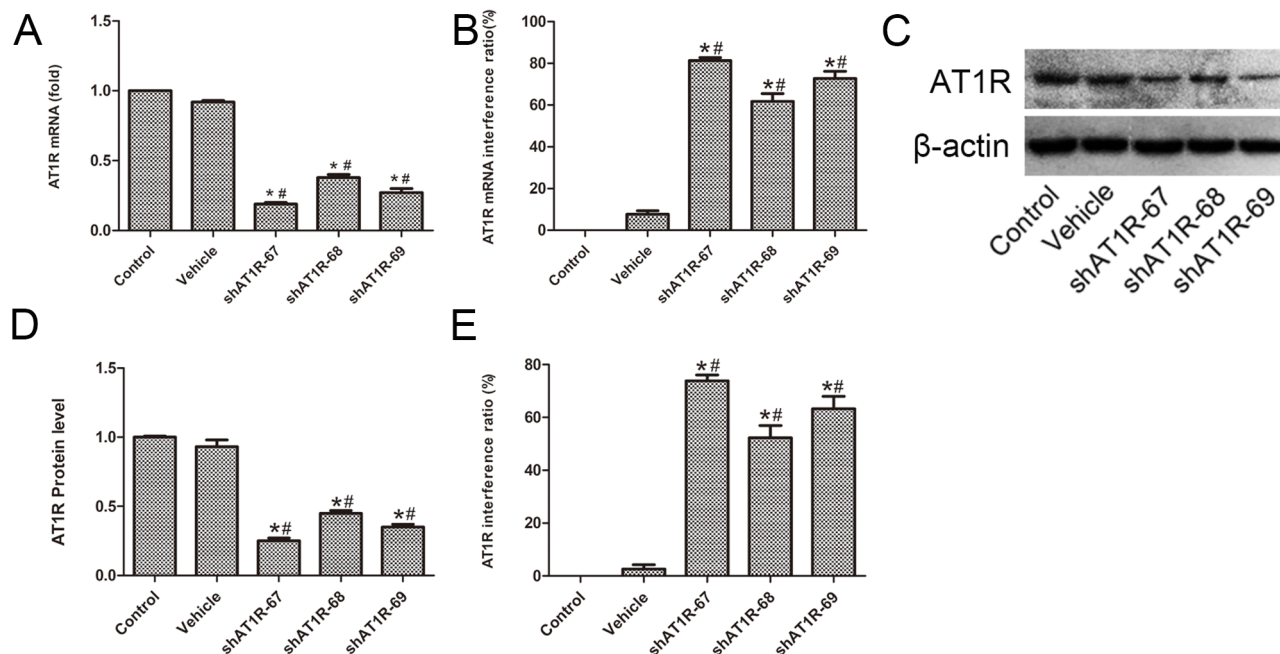 A
AT1R mRNA (fold)
1.5
1.0
0.5
0.0
* #
* #
* #
Control
Vehicle
shAT1R-67
shAT1R-68
shAT1R-69
B
AT1R mRNA interference ratio(%)
100
80
60
40
20
0
*#
*#
*#
Control
Vehicle
shAT1R-67
shAT1R-68
shAT1R-69
C
AT1R
β-actin
Control
Vehicle
shAT1R-67
shAT1R-68
shAT1R-69
D
AT1R Protein level
1.5
1.0
0.5
0.0
*#
*#
*#
Control
Vehicle
shAT1R-67
shAT1R-68
shAT1R-69
E
AT1R interference ratio (%)
80
60
40
20
0
*#
*#
*#
Control
Vehicle
shAT1R-67
shAT1R-68
shAT1R-69